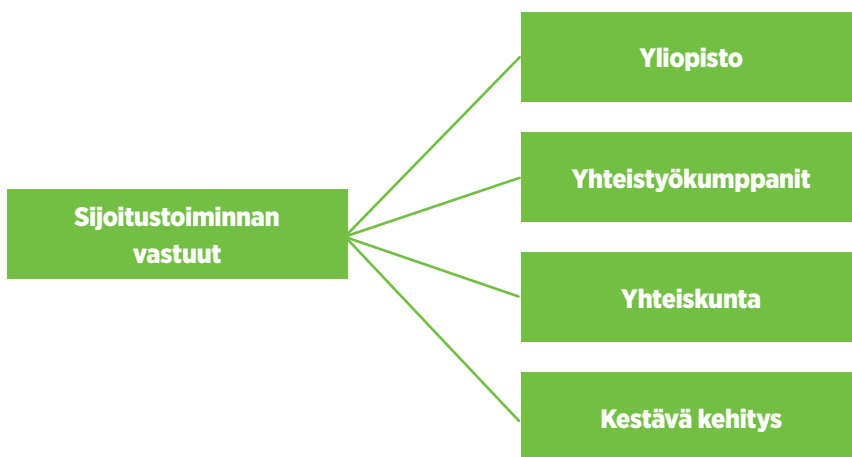 Sijoitustoiminnan
vastuut
Yliopisto
Yhteistyökumppanit
Yhteiskunta
Kestävä kehitys